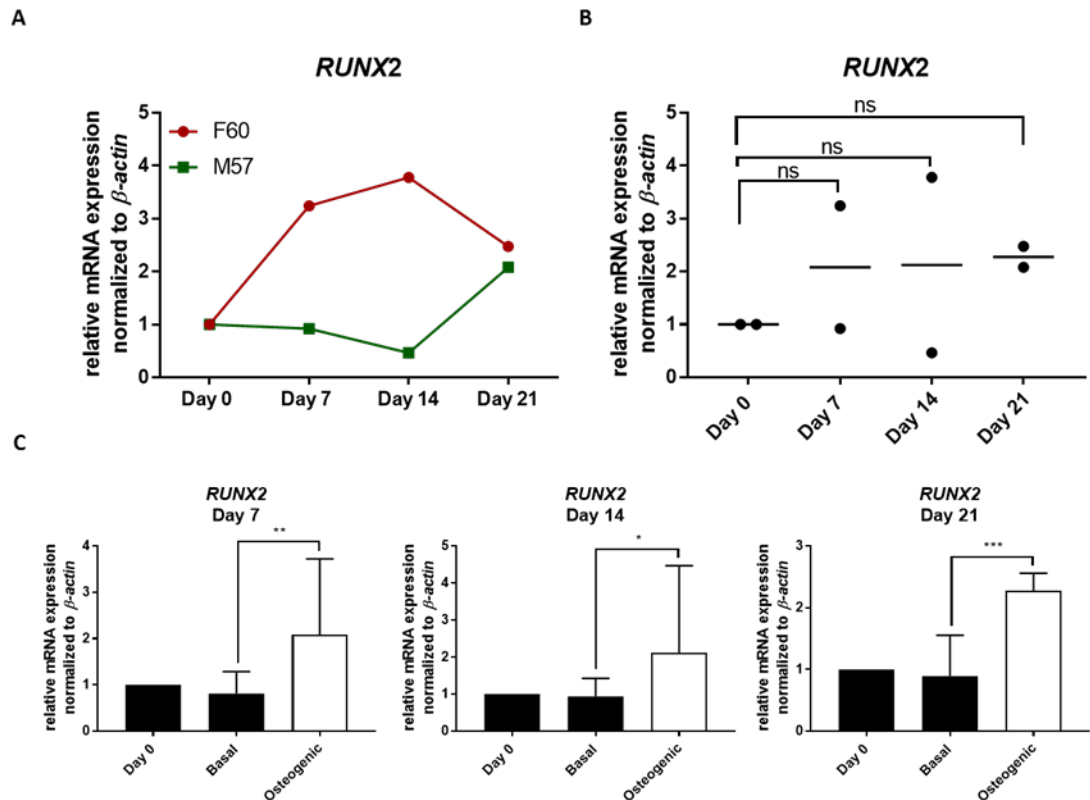 A
RUNX2
relative mRNA expression
normalized to β-actin
5
4
3
2
1
0
F60
M57
Day 0
Day 7
Day 14
Day 21
B
RUNX2
relative mRNA expression
normalized to β-actin
5
4
3
2
1
0
ns
ns
ns
Day 0
Day 7
Day 14
Day 21
C
RUNX2
Day 7
relative mRNA expression
normalized to β-actin
4
3
2
1
0
**
Day 0
Basal
Osteogenic
RUNX2
Day 14
relative mRNA expression
normalized to β-actin
5
4
3
2
1
0
*
Day 0
Basal
Osteogenic
RUNX2
Day 21
relative mRNA expression
normalized to β-actin
3
2
1
0
***
Day 0
Basal
Osteogenic